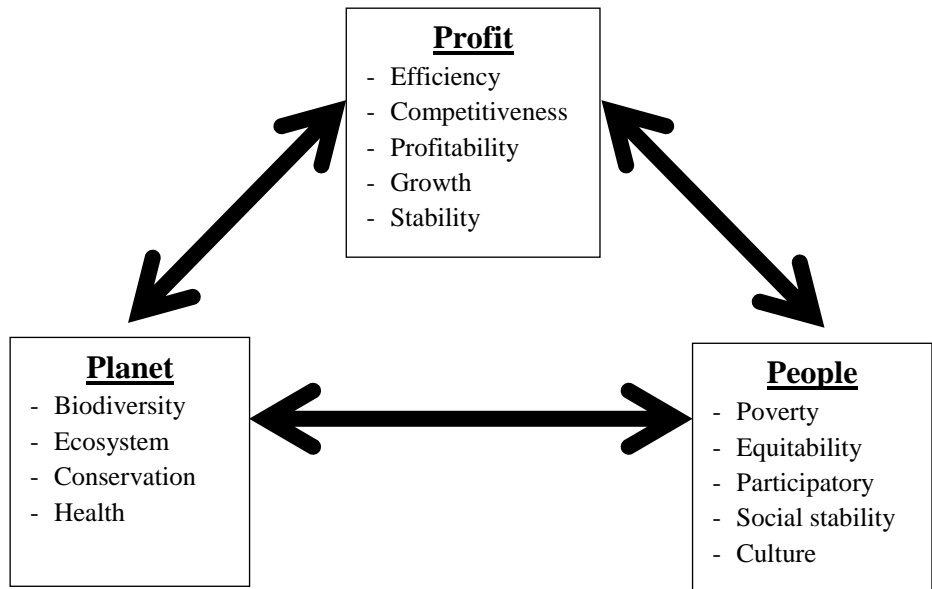 Profit
- Efficiency
- Competitiveness
- Profitability
- Growth
- Stability
Planet
- Biodiversity
- Ecosystem
- Conservation
- Health
People
- Poverty
- Equitability
- Participatory
- Social stability
- Culture